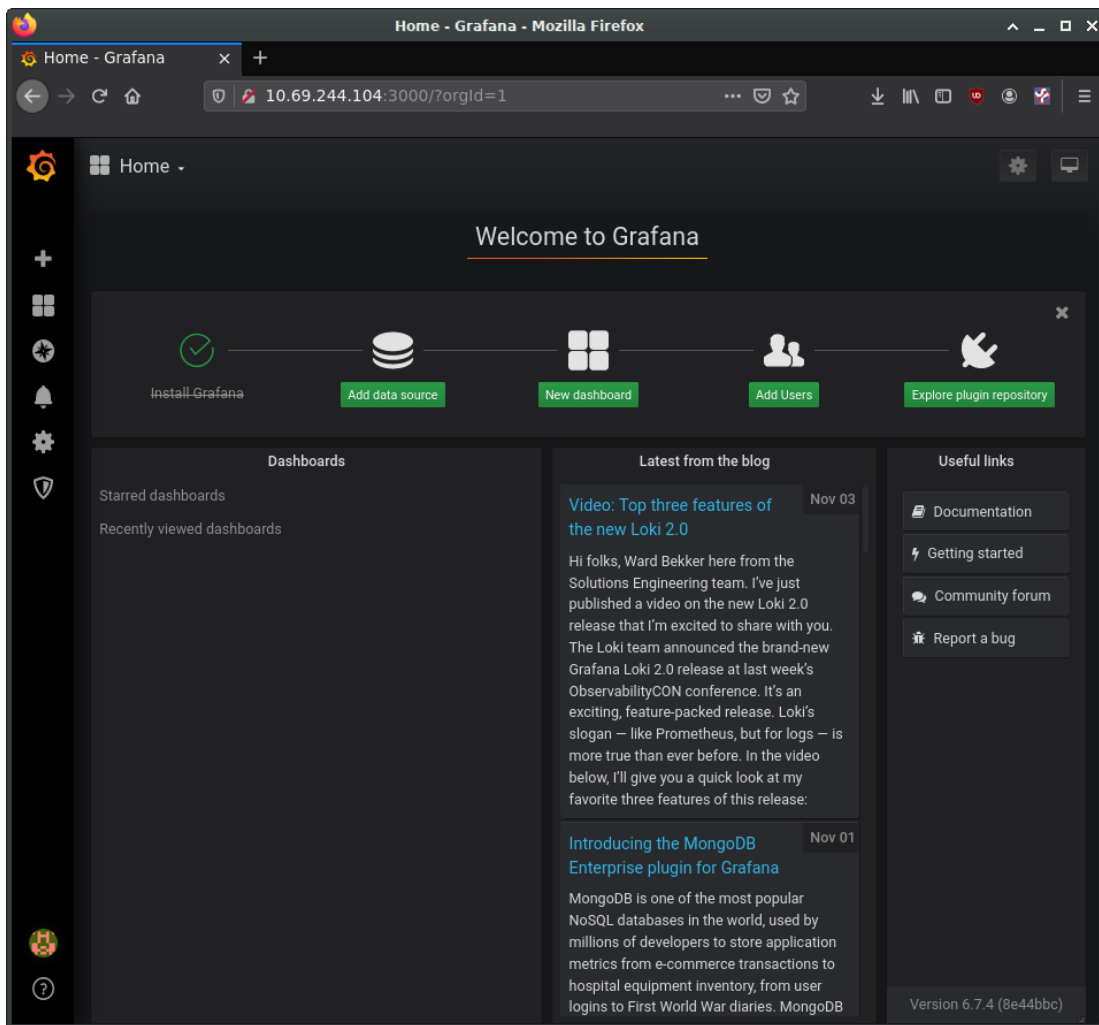 Home - Grafana - Mozilla Firefox
Home - Grafana
10.69.244.104:3000/?orgId=1
Home
Welcome to Grafana
Install Grafana
Add data source
New dashboard
Add Users
Explore plugin repository
Dashboards
Starred dashboards
Recently viewed dashboards
Latest from the blog
Video: Top three features of
the new Loki 2.0
Nov 03
Hi folks, Ward Bekker here from the
Solutions Engineering team. I've just
published a video on the new Loki 2.0
release that I'm excited to share with you.
The Loki team announced the brand-new
Grafana Loki 2.0 release at last week's
ObservabilityCON conference. It's an
exciting, feature-packed release. Loki's
slogan — like Prometheus, but for logs — is
more true than ever before. In the video
below, I'll give you a quick look at my
favorite three features of this release:
Introducing the MongoDB
Enterprise plugin for Grafana
Nov 01
MongoDB is one of the most popular
NoSQL databases in the world, used by
millions of developers to store application
metrics from e-commerce transactions to
hospital equipment inventory, from user
logins to First World War diaries. MongoDB
Useful links
Documentation
Getting started
Community forum
Report a bug
Version 6.7.4 (8e44bbc)